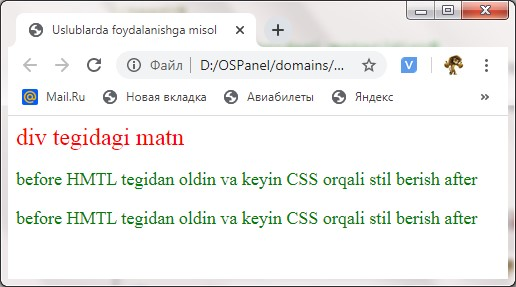 Uslublarda foydalanishga misol
Файл D:/OSPanel/domains/...
Mail.Ru Новая вкладка Авиабилеты Яндекс
div tegidagi matn
before HMTL tegidan oldin va keyin CSS orqali stil berish after
before HMTL tegidan oldin va keyin CSS orqali stil berish after